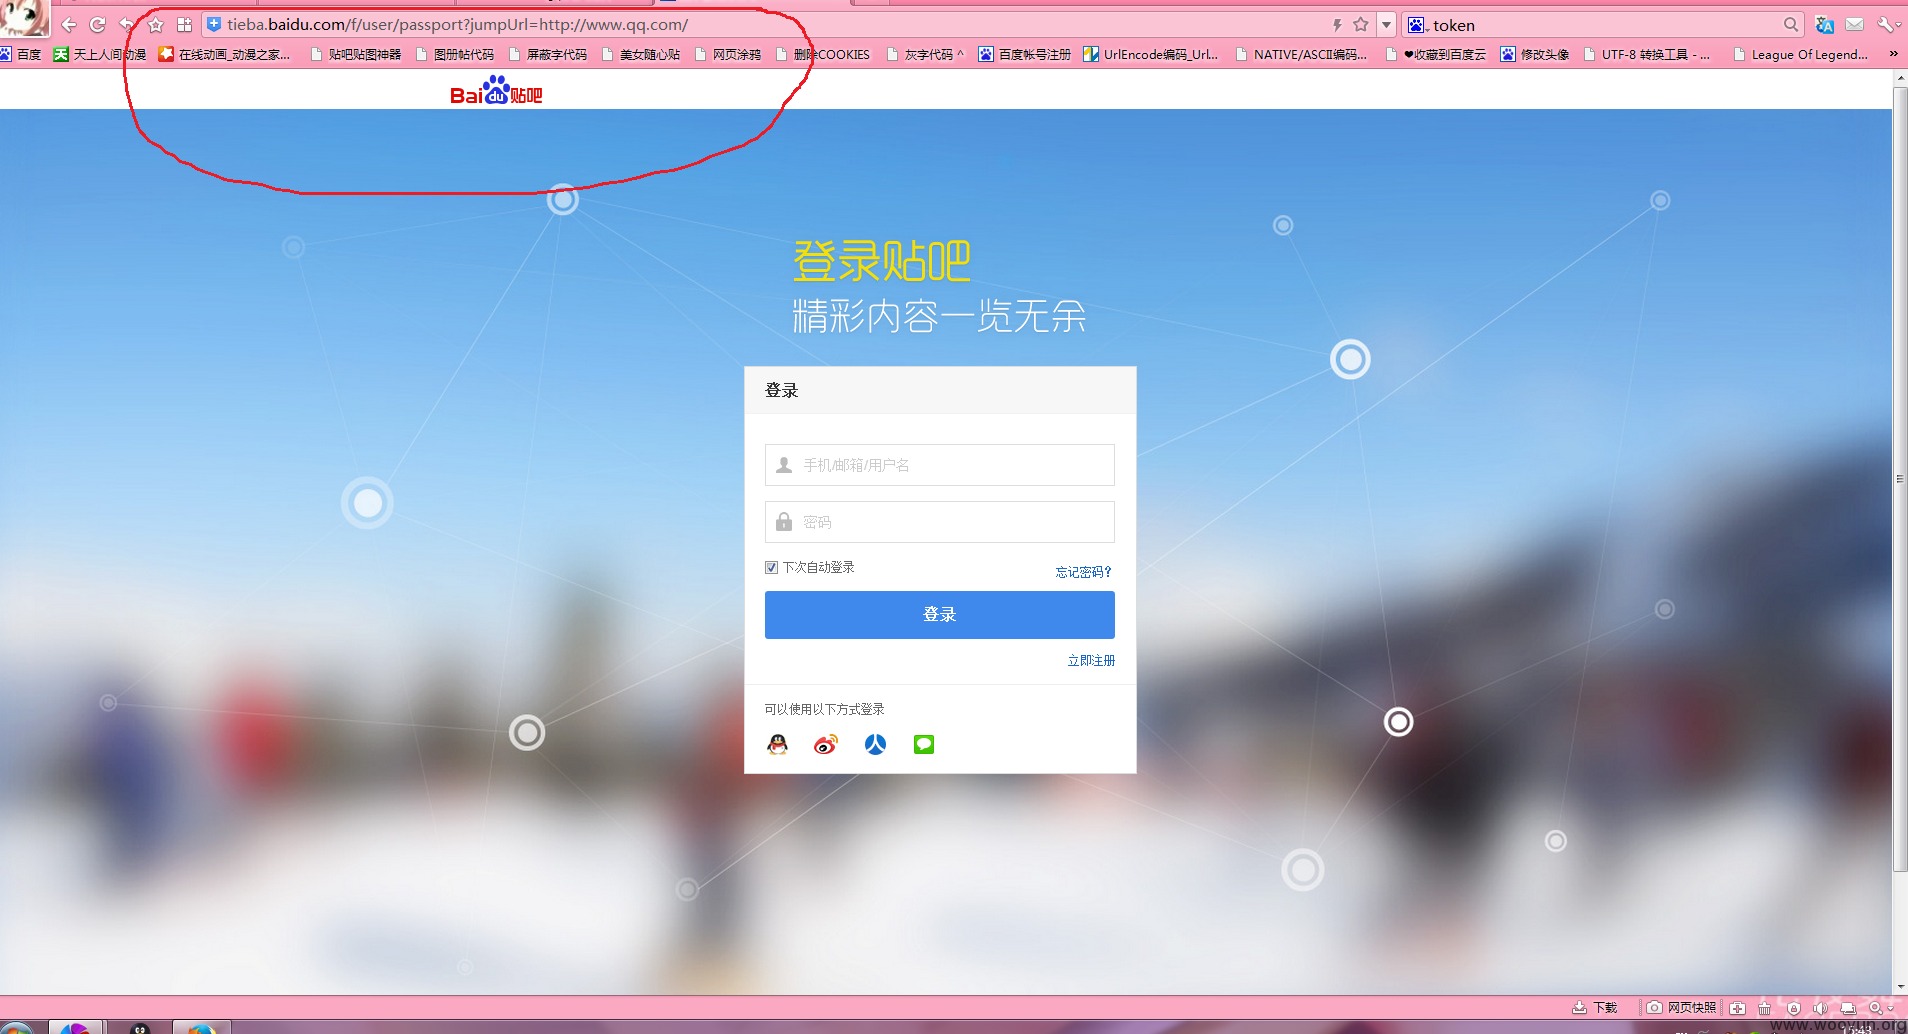 tieba.baidu.com/f/user/passport?jumpUrl=http://www.qq.com/
token
百度
天上人间动漫
在线动画_动漫之家...
贴吧贴图神器
图册帖代码
屏蔽字代码
美女随心贴
网页涂鸦
删除COOKIES
灰字代码 ^
百度帐号注册
UrlEncode编码_Url...
NATIVE/ASCII编码...
❤收藏到百度云
修改头像
UTF-8 转换工具 - ...
League Of Legend...
»
Bai du 贴吧
登录贴吧
精彩内容一览无余
登录
手机/邮箱/用户名
密码
下次自动登录
忘记密码?
登录
立即注册
可以使用以下方式登录
下载
网页快照
www.wooyun.org